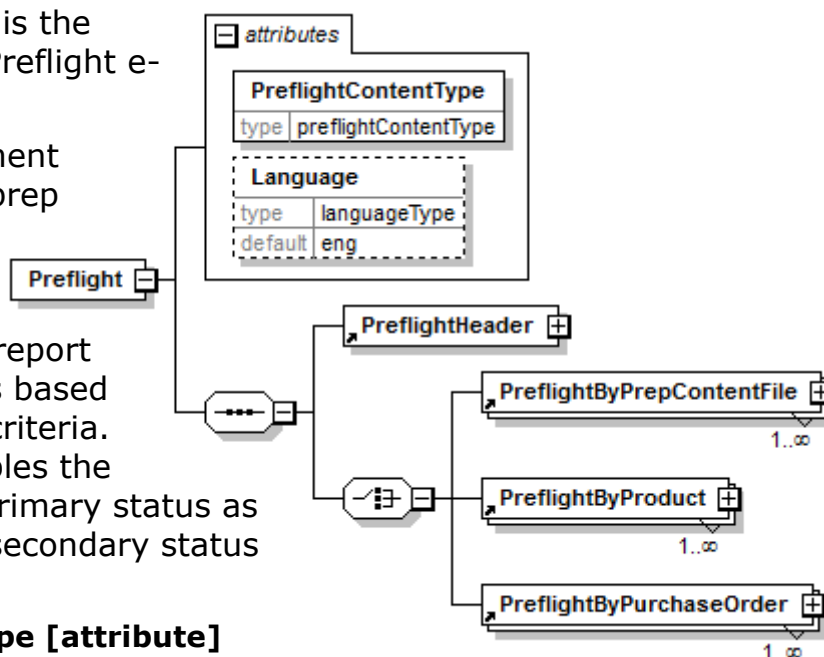 is the
Preflight e-
ment
prep
report
s based
criteria.
bles the
primary status as
secondary status
pe [attribute]
attributes
PreflightContentType
type preflightContentType
Language
type languageType
default eng
Preflight
PreflightHeader
PreflightByPrepContentFile
1..∞
PreflightByProduct
1..∞
PreflightByPurchaseOrder
1..∞